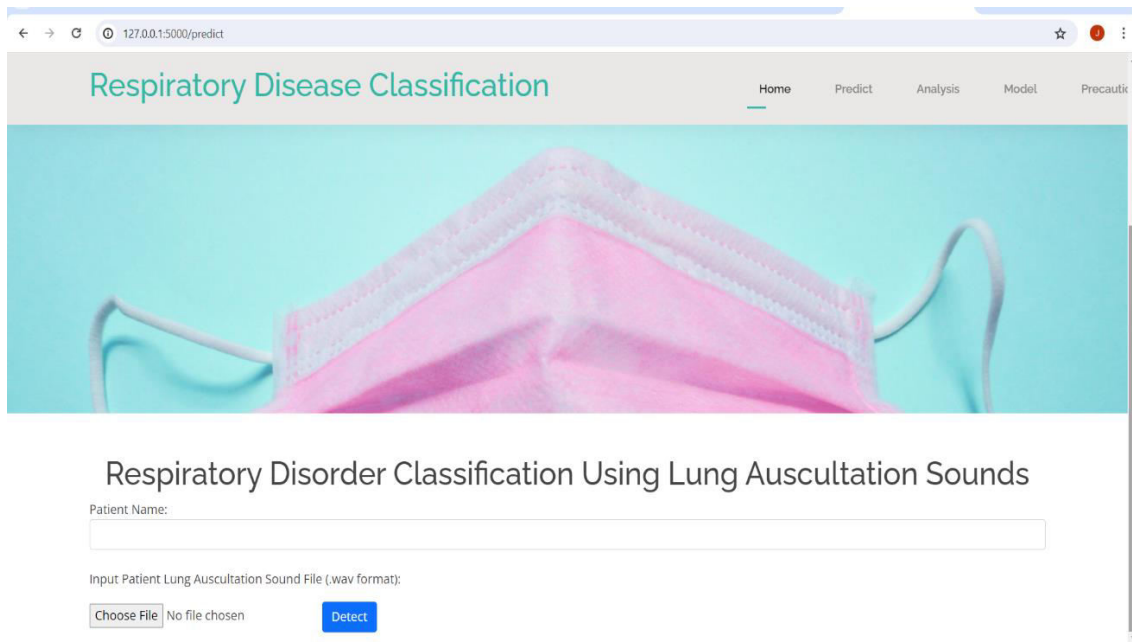 127.0.0.1:5000/predict
J
Respiratory Disease Classification
Home Predict Analysis Model Precautic
Respiratory Disorder Classification Using Lung Auscultation Sounds
Patient Name:
Input Patient Lung Auscultation Sound File (.wav format):
Choose File No file chosen Detect